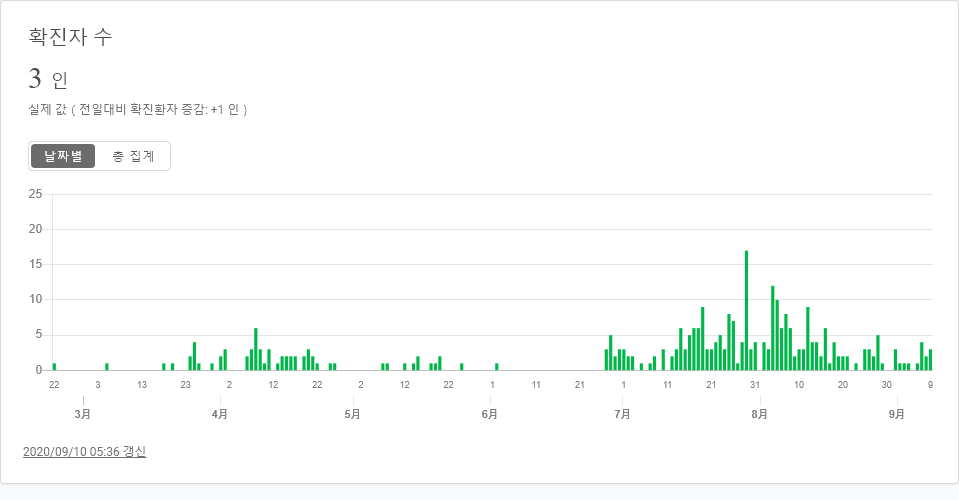 확진자 수
3 인
실제 값 ( 전일대비 확진환자 증감: +1 인 )
날짜별 총 집계
25
20
15
10
5
0
22 3 13 23 2 12 22 2 12 22 1 11 21 1 11 21 31 10 20 30 9
3月 4月 5月 6月 7月 8月 9月
2020/09/10 05:36 갱신